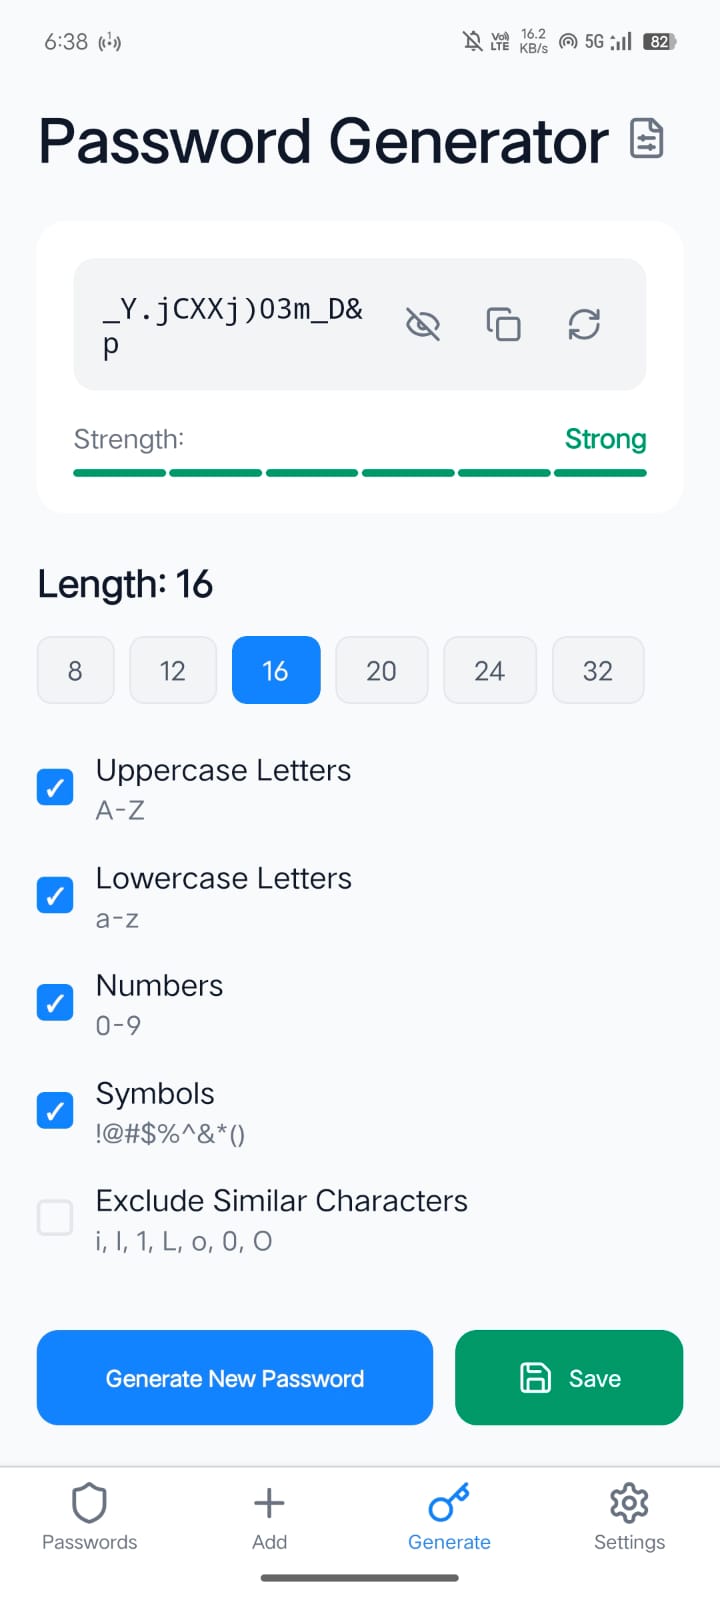 6:38
Vo) LTE 16.2 KB/s 5G 82
Password Generator
_Y.jCXXj)03m_D&
p
Strength: Strong
Length: 16
8 12 16 20 24 32
Uppercase Letters
A-Z
Lowercase Letters
a-z
Numbers
0-9
Symbols
!@#$%^&*()
Exclude Similar Characters
i, l, 1, L, o, 0, O
Generate New Password Save
Passwords Add Generate Settings